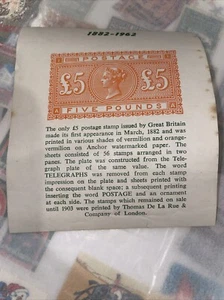 1882-1962
POSTAGE
£5 £5
FIVE POUNDS
The only £5 postage stamp issued by Great Britain
made its first appearance in March, 1882 and was
printed in various shades of vermilion and orange-
vermilion on Anchor watermarked paper. The
sheets consisted of 56 stamps arranged in two
panes. The plate was constructed from the Tele-
graph plate of the same value. The word
TELEGRAPHS was removed from each stamp
impression on the plate and sheets printed with
the consequent blank space; a subsequent printing
inserting the word POSTAGE and an ornament
at each side. The stamps which remained on sale
until 1903 were printed by Thomas De La Rue &
Company of London.